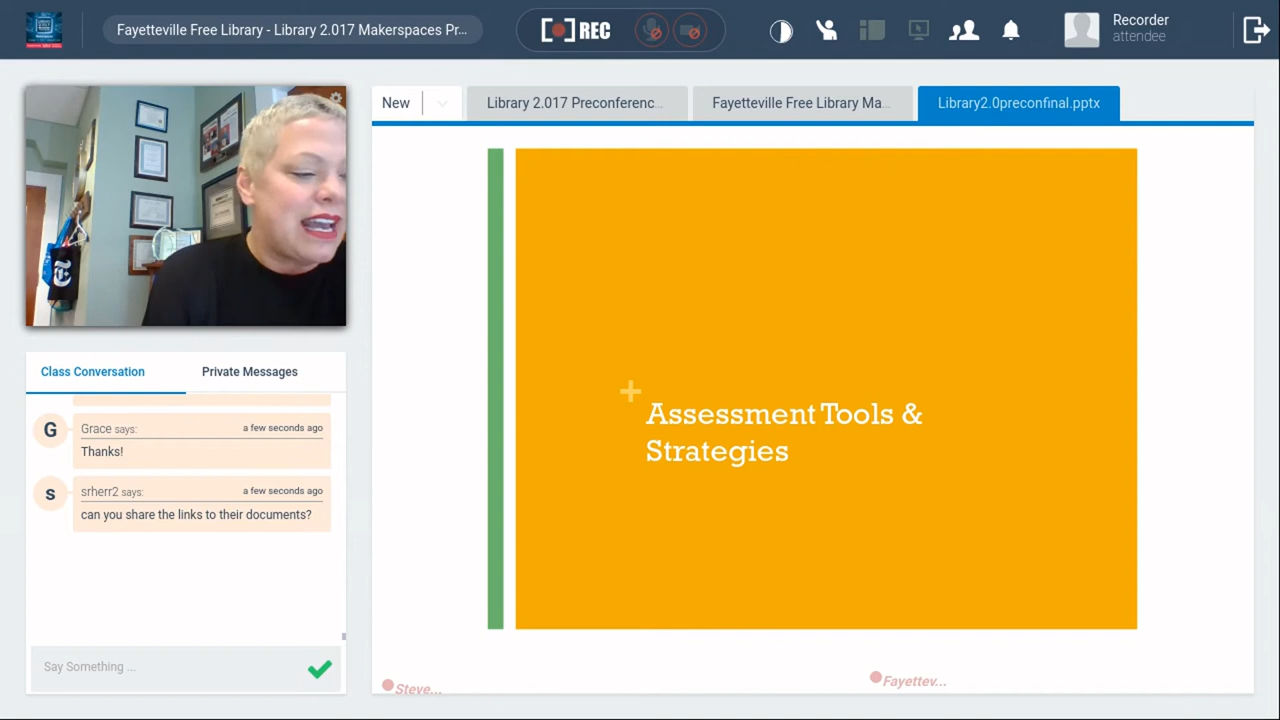 Fayetteville Free Library - Library 2.017 Makerspaces Pr...
REC
Recorder
attendee
New
Library 2.017 Preconferenc...
Fayetteville Free Library Ma...
Library2.0preconfinal.pptx
Assessment Tools &
Strategies
Class Conversation
Private Messages
G
Grace says:
a few seconds ago
Thanks!
s
srherr2 says:
a few seconds ago
can you share the links to their documents?
Say Something ...
Steve...
Fayettev...